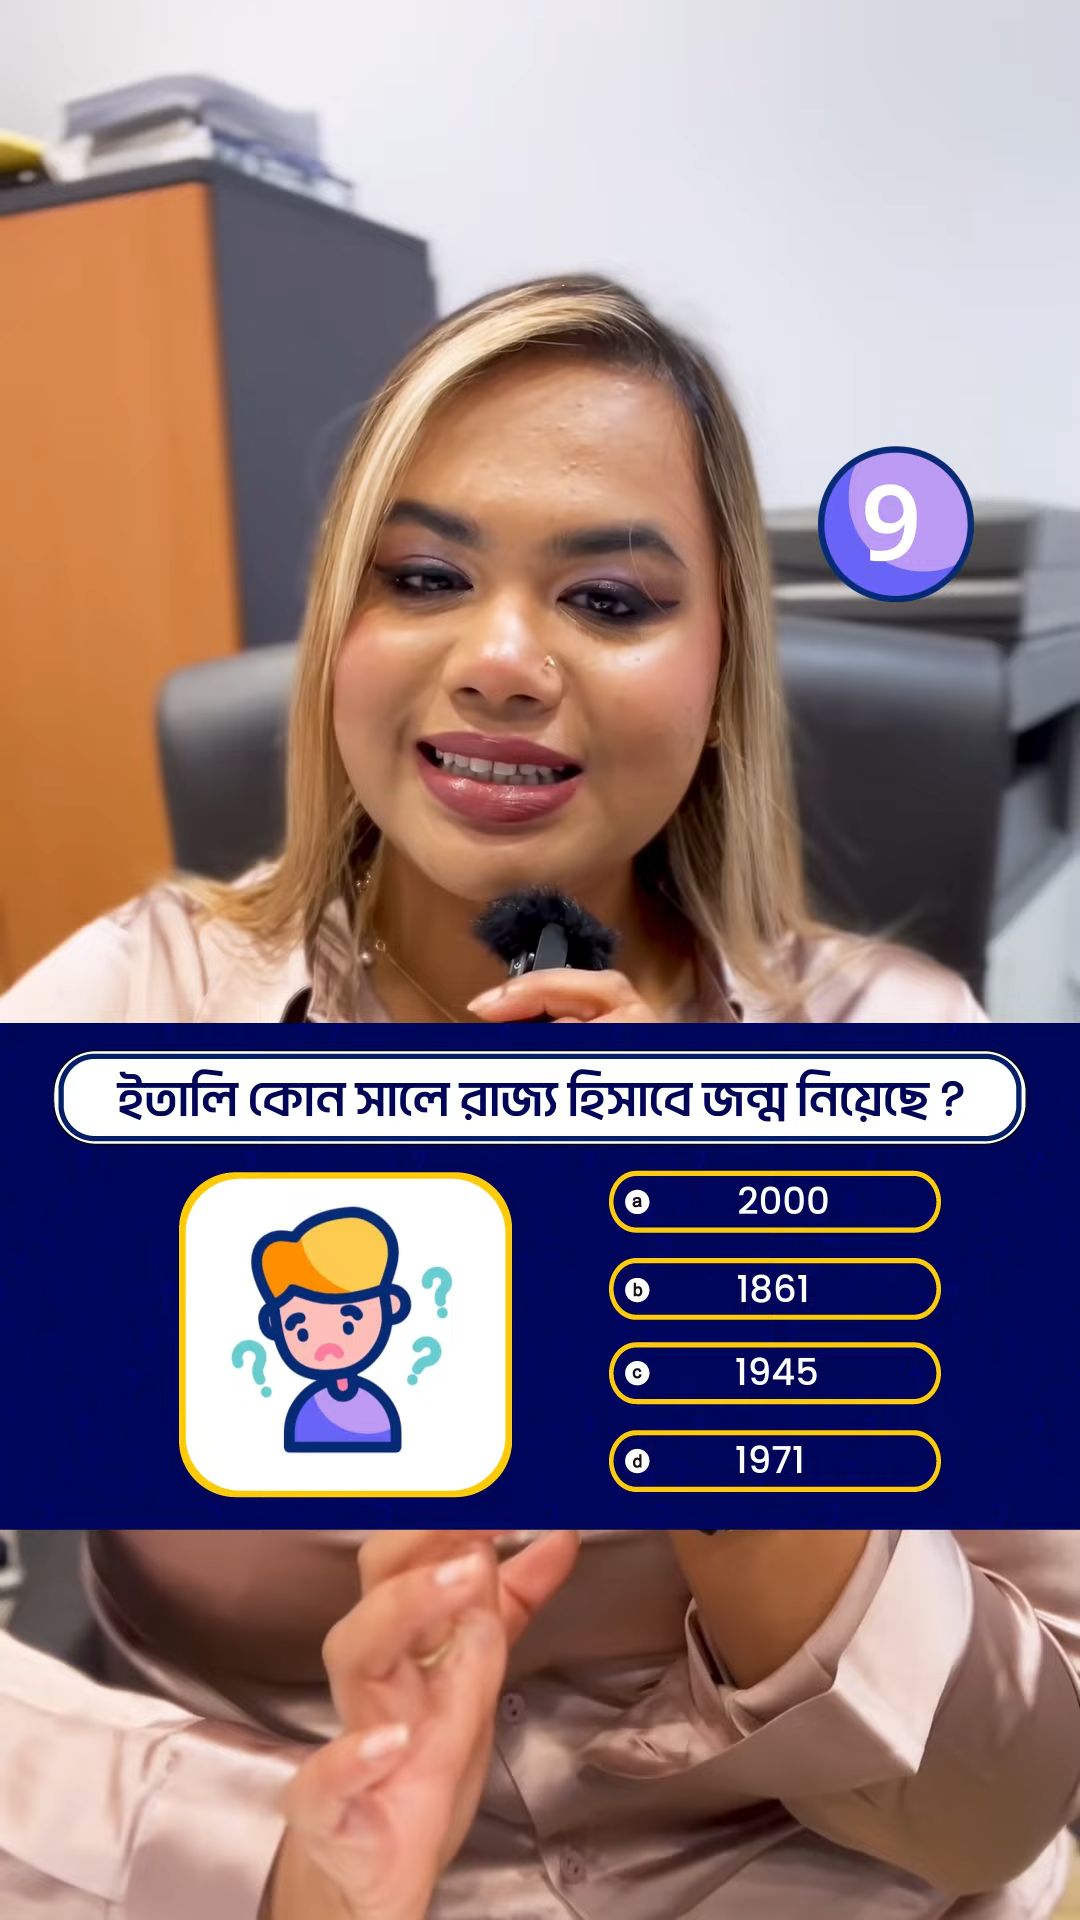 9
ইতালি কোন সালে রাজ্য হিসাবে জন্ম নিয়েছে ?
a 2000
b 1861
c 1945
d 1971